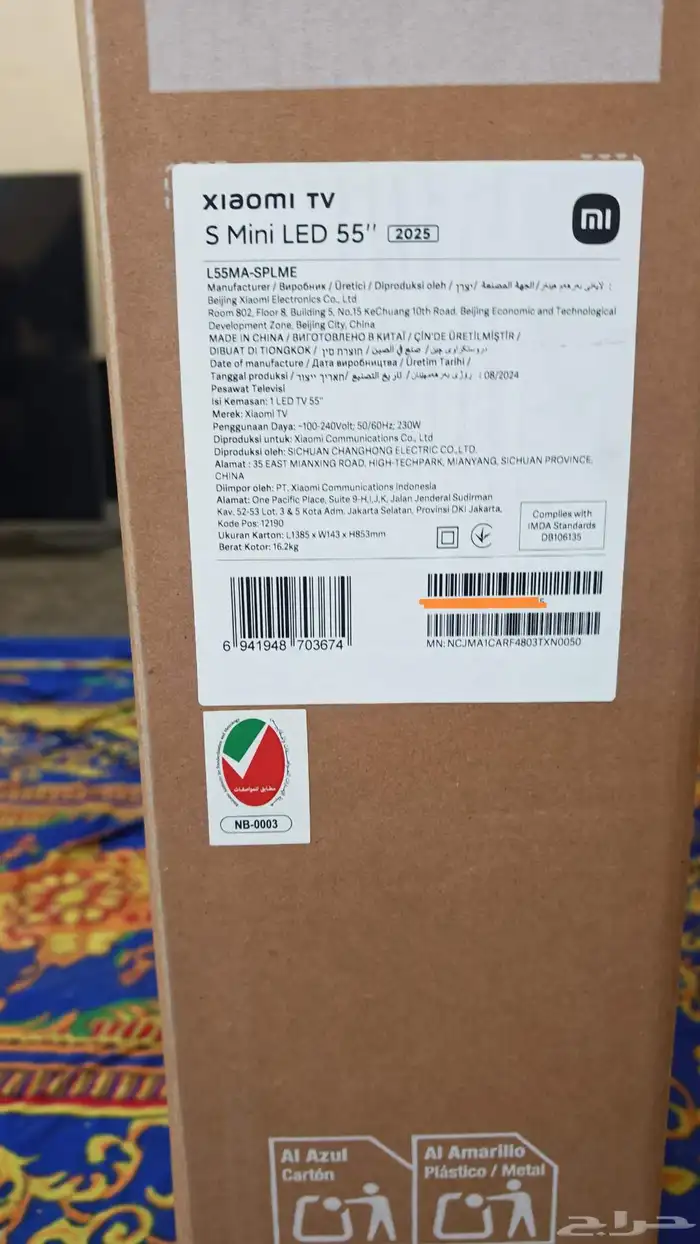 xiaomi TV
S Mini LED 55'' 2025
mi
L55MA-SPLME
Manufacturer / Виробник / Üretici / Diproduksi oleh / יצרן / الجهة المصنعة /
Beijing Xiaomi Electronics Co., Ltd
Room 802, Floor 8, Building 5, No.15 KeChuang 10th Road, Beijing Economic and Technological
Development Zone, Beijing City, China
MADE IN CHINA / ВИГОТОВЛЕНО В КИТАЇ / ÇİN'DE ÜRETİLMİŞTİR /
DIBUAT DI TIONGKOK / תוצרת סין / صنع في الصين /
Date of manufacture / Дата виробництва / Üretim Tarihi /
Tanggal produksi / תאריך ייצור / تاريخ التصنيع / : 08/2024
Pesawat Televisi
Isi Kemasan: 1 LED TV 55"
Merek: Xiaomi TV
Penggunaan Daya: ~100-240Volt; 50/60Hz; 230W
Diproduksi untuk: Xiaomi Communications Co., Ltd
Diproduksi oleh: SICHUAN CHANGHONG ELECTRIC CO.,LTD.
Alamat : 35 EAST MIANXING ROAD, HIGH-TECHPARK, MIANYANG, SICHUAN PROVINCE,
CHINA
Diimpor oleh: PT. Xiaomi Communications Indonesia
Alamat: One Pacific Place, Suite 9-H,I,J,K, Jalan Jenderal Sudirman
Kav. 52-53 Lot. 3 & 5 Kota Adm. Jakarta Selatan, Provinsi DKI Jakarta,
Kode Pos: 12190
Ukuran Karton: L1385 x W143 x H853mm
Berat Kotor: 16.2kg
Complies with
IMDA Standards
DB106135
6 941948 703674
MN: NCJMA1CARF4803TXN0050
مطابق للمواصفات
NB-0003
Al Azul
Cartón
Al Amarillo
Plástico / Metal
حراج